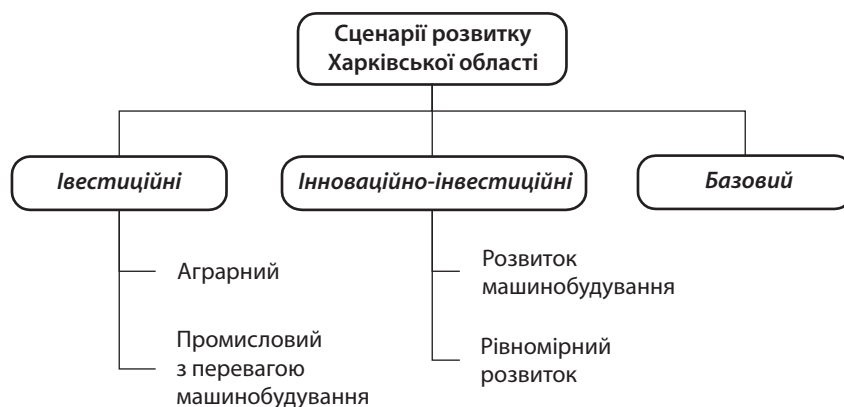 Сценарії розвитку
Харківської області
Івестиційні
Інноваційно-інвестиційні
Базовий
Аграрний
Промисловий
з перевагою
машинобудування
Розвиток
машинобудування
Рівномірний
розвиток